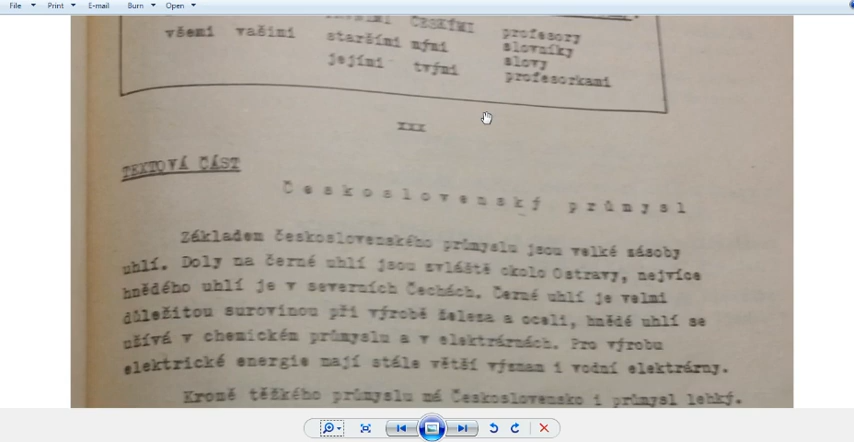 File Print E-mail Burn Open
ČESKÝMI
všemi vašimi staršími mými profesory
slovníky
jejími tvými slovy
profesorkami
xxx
TEXTOVÁ ČÁST
Československý průmysl
Základem československého průmyslu jsou velké zásoby
uhlí. Doly na černé uhlí jsou zvláště okolo Ostravy, nejvíce
hnědého uhlí je v severních Čechách. Černé uhlí je velmi
důležitou surovinou při výrobě železa a oceli, hnědé uhlí se
užívá v chemickém průmyslu a v elektrárnách. Pro výrobu
elektrické energie mají stále větší význam i vodní elektrárny.
Kromě těžkého průmyslu má Československo i průmysl lehký.